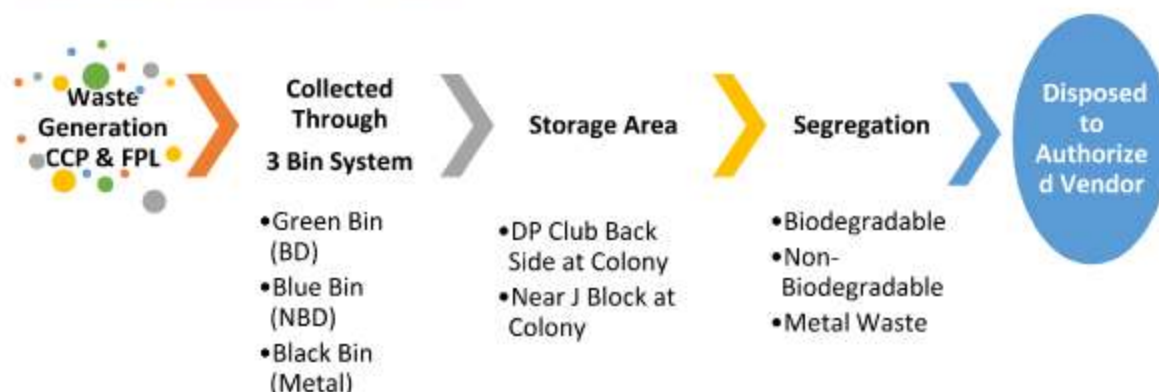 Waste
Generation
CCP & FPL
Collected
Through
3 Bin System
•Green Bin
(BD)
•Blue Bin
(NBD)
•Black Bin
(Metal)
Storage Area
•DP Club Back
Side at Colony
•Near J Block at
Colony
Segregation
•Biodegradable
•Non-
Biodegradable
•Metal Waste
Disposed
to
Authorize
d Vendor